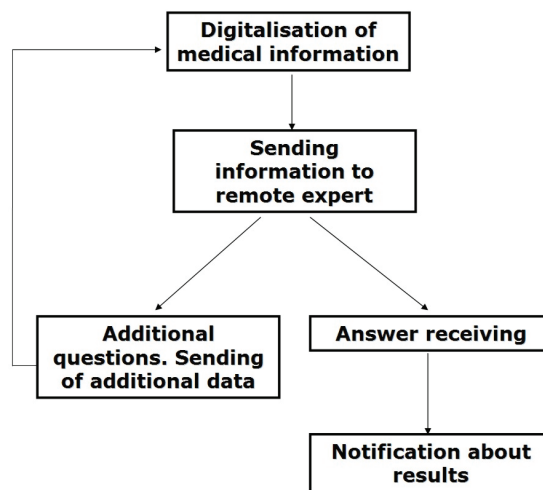 Digitalisation of
medical information
Sending
information to
remote expert
Additional
questions. Sending
of additional data
Answer receiving
Notification about
results